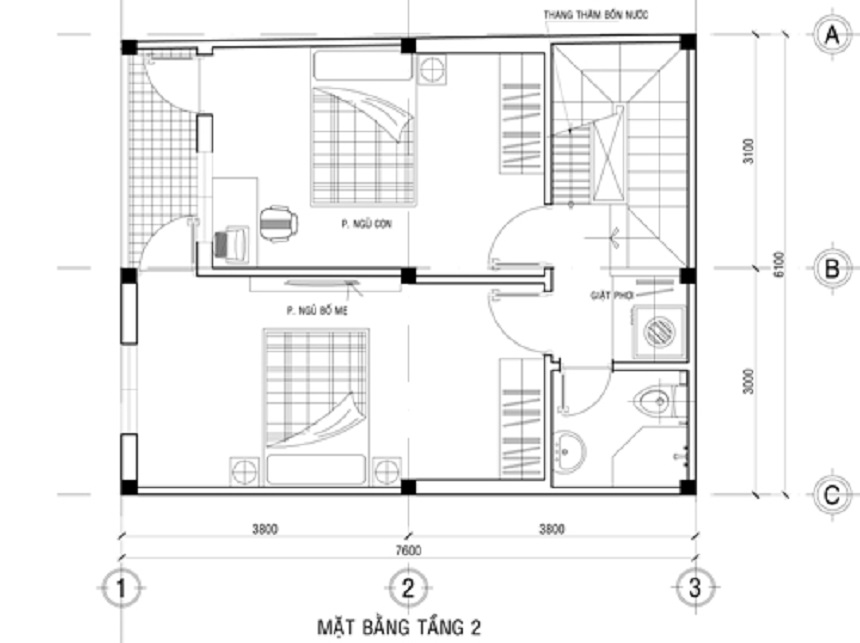 THANG THĂM BỒN NƯỚC
A
3100
P. NGỦ CON
6100
B
GIẶT PHƠI
P. NGỦ BỐ MẸ
3000
C
3800
3800
7600
1
2
3
MẶT BẰNG TẦNG 2